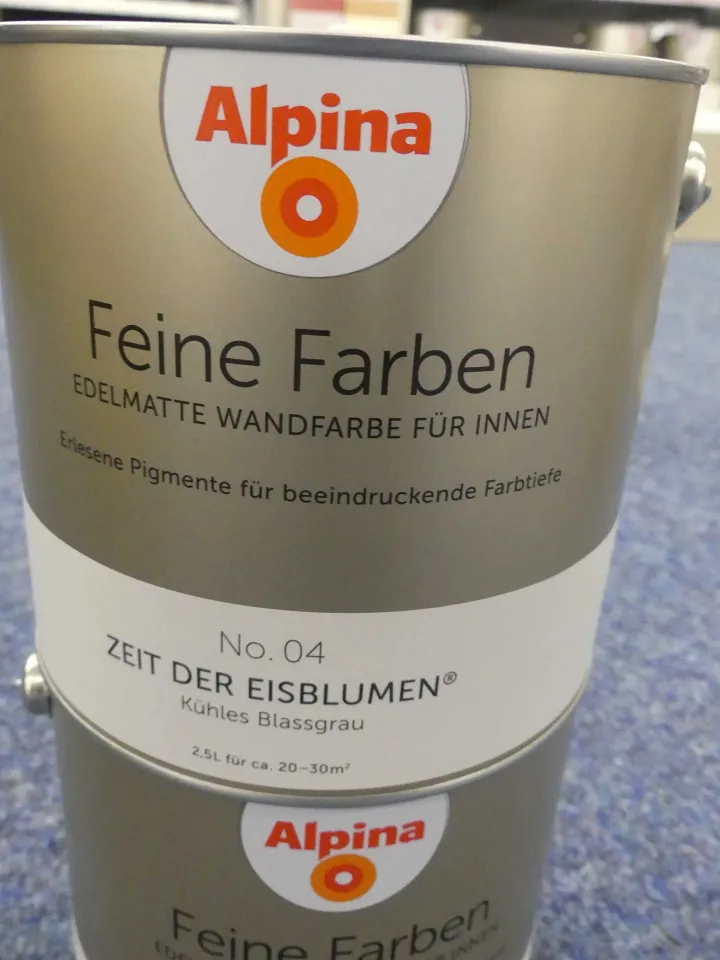 Alpina
Feine Farben
EDELMATTE WANDFARBE FÜR INNEN
Erlesene Pigmente für beeindruckende Farbtiefe
No. 04
ZEIT DER EISBLUMEN®
Kühles Blassgrau
2,5L für ca. 20–30m²
Alpina
Feine Farben
INNEN